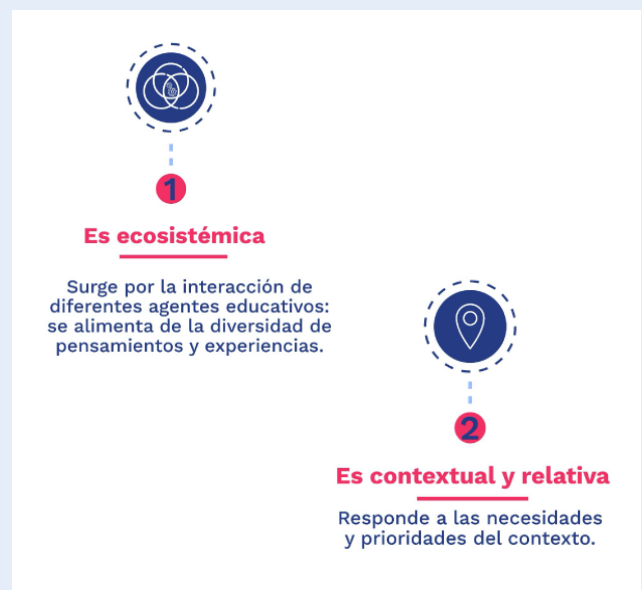 1
Es ecosistémica
Surge por la interacción de
diferentes agentes educativos:
se alimenta de la diversidad de
pensamientos y experiencias.
2
Es contextual y relativa
Responde a las necesidades
y prioridades del contexto.